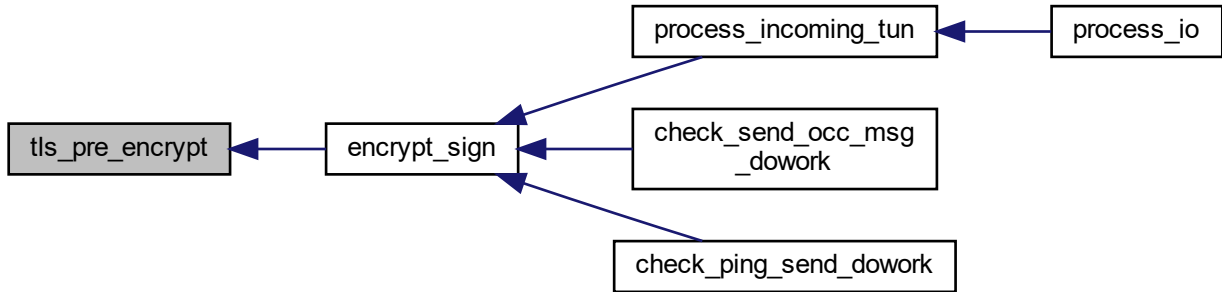 process_incoming_tun
process_io
tls_pre_encrypt
encrypt_sign
check_send_occ_msg
_dowork
check_ping_send_dowork